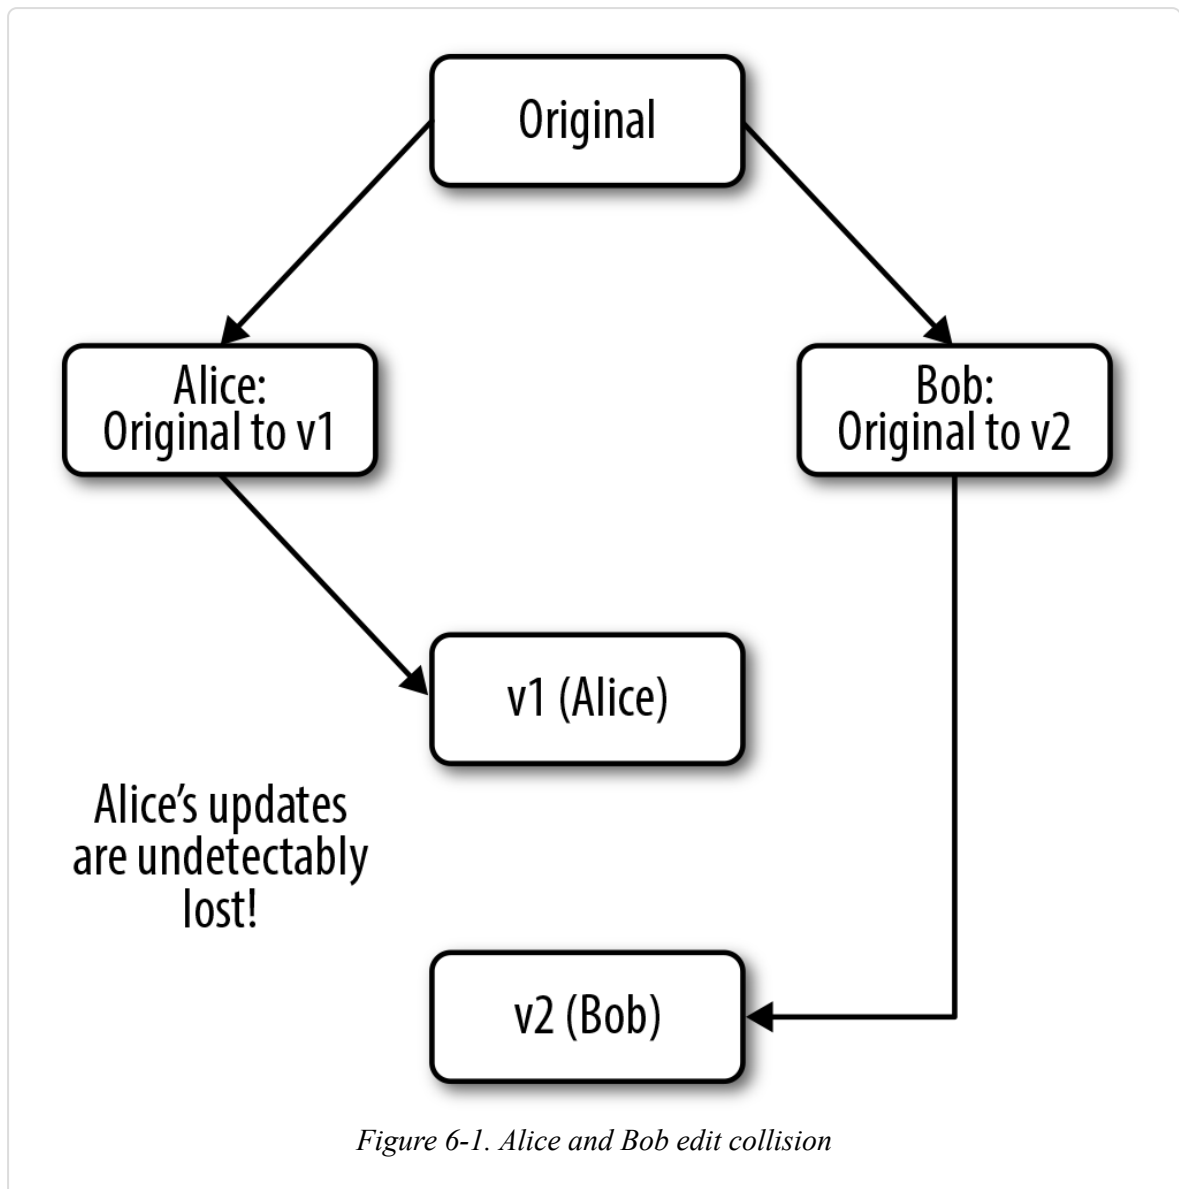 Original
Alice:
Original to v1
Bob:
Original to v2
v1 (Alice)
Alice’s updates
are undetectably
lost!
v2 (Bob)
Figure 6-1. Alice and Bob edit collision